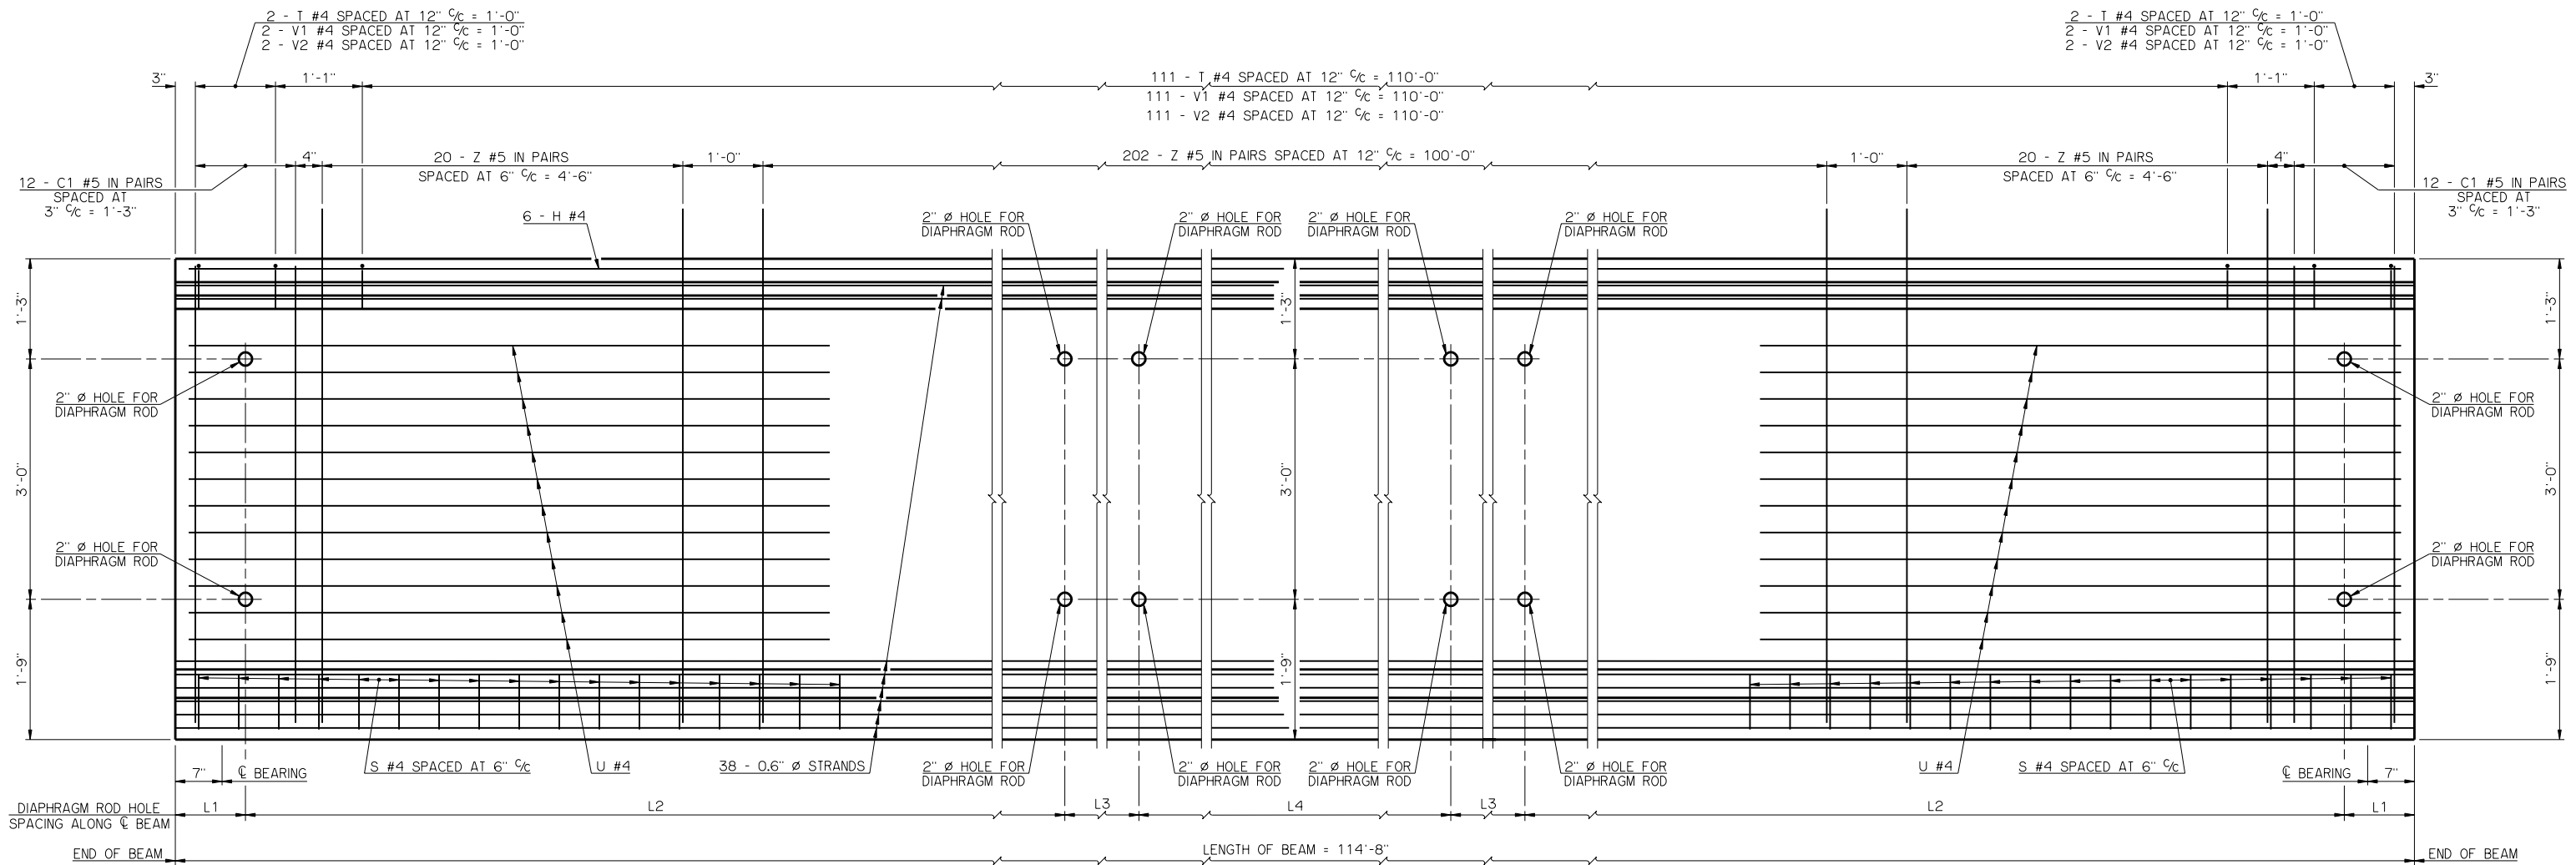 2 - T #4 SPACED AT 12" C/C = 1'-0"
2 - V1 #4 SPACED AT 12" C/C = 1'-0"
2 - V2 #4 SPACED AT 12" C/C = 1'-0"
2 - T #4 SPACED AT 12" C/C = 1'-0"
2 - V1 #4 SPACED AT 12" C/C = 1'-0"
2 - V2 #4 SPACED AT 12" C/C = 1'-0"
3"
1'-1"
111 - T #4 SPACED AT 12" C/C = 110'-0"
111 - V1 #4 SPACED AT 12" C/C = 110'-0"
111 - V2 #4 SPACED AT 12" C/C = 110'-0"
1'-1"
3"
12 - C1 #5 IN PAIRS
SPACED AT
3" C/C = 1'-3"
4"
20 - Z #5 IN PAIRS
SPACED AT 6" C/C = 4'-6"
1'-0"
202 - Z #5 IN PAIRS SPACED AT 12" C/C = 100'-0"
1'-0"
20 - Z #5 IN PAIRS
SPACED AT 6" C/C = 4'-6"
4"
12 - C1 #5 IN PAIRS
SPACED AT
3" C/C = 1'-3"
6 - H #4
2" Ø HOLE FOR
DIAPHRAGM ROD
2" Ø HOLE FOR
DIAPHRAGM ROD
2" Ø HOLE FOR
DIAPHRAGM ROD
2" Ø HOLE FOR
DIAPHRAGM ROD
1'-3"
1'-3"
1'-3"
2" Ø HOLE FOR
DIAPHRAGM ROD
2" Ø HOLE FOR
DIAPHRAGM ROD
3'-0"
3'-0"
3'-0"
2" Ø HOLE FOR
DIAPHRAGM ROD
2" Ø HOLE FOR
DIAPHRAGM ROD
1'-9"
1'-9"
1'-9"
7"
℄ BEARING
S #4 SPACED AT 6" C/C
U #4
38 - 0.6" Ø STRANDS
2" Ø HOLE FOR
DIAPHRAGM ROD
2" Ø HOLE FOR
DIAPHRAGM ROD
2" Ø HOLE FOR
DIAPHRAGM ROD
2" Ø HOLE FOR
DIAPHRAGM ROD
U #4
S #4 SPACED AT 6" C/C
℄ BEARING
7"
DIAPHRAGM ROD HOLE
SPACING ALONG ℄ BEAM
L1
L2
L3
L4
L3
L2
L1
END OF BEAM
LENGTH OF BEAM = 114'-8"
END OF BEAM